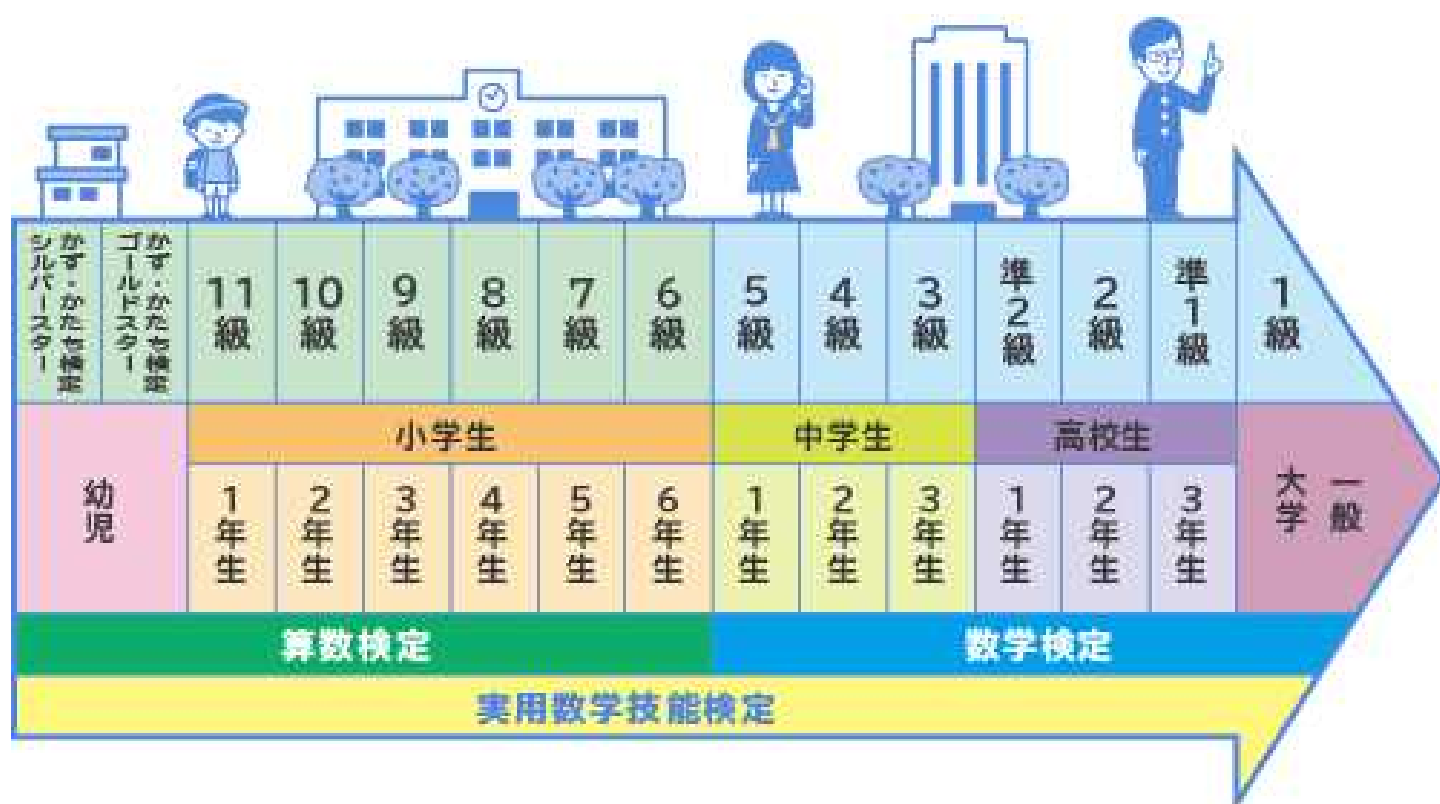 かず・かたち検定
シルバースター
かず・かたち検定
ゴールドスター
11級
10級
9級
8級
7級
6級
5級
4級
3級
準2級
2級
準1級
1級
小学生
中学生
高校生
幼児
1年生
2年生
3年生
4年生
5年生
6年生
1年生
2年生
3年生
1年生
2年生
3年生
一般
大学
算数検定
数学検定
実用数学技能検定